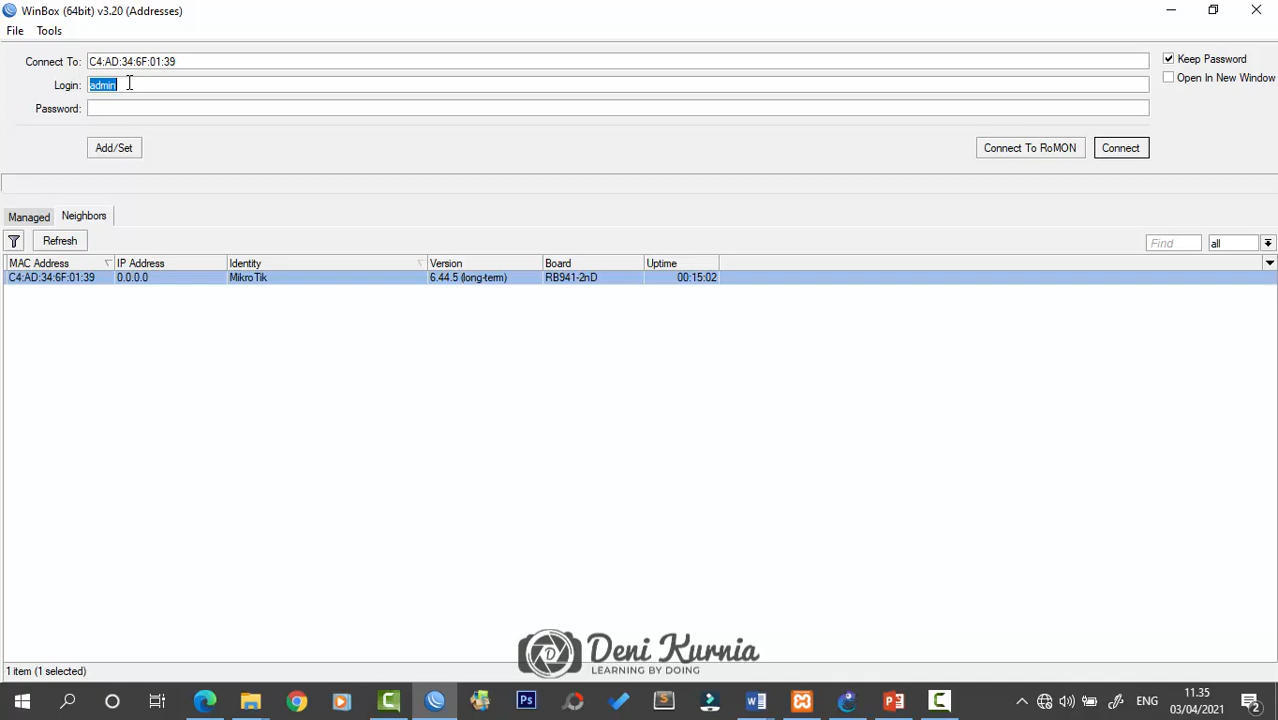 WinBox (64bit) v3.20 (Addresses)
File Tools
Connect To: C4:AD:34:6F:01:39
Keep Password
Login: admin
Open In New Window
Password:
Add/Set
Connect To RoMON
Connect
Managed Neighbors
Refresh
Find
all
MAC Address IP Address Identity Version Board Uptime
C4:AD:34:6F:01:39 0.0.0.0 MikroTik 6.44.5 (long-term) RB941-2nD 00:15:02
D Deni Kurnia
LEARNING BY DOING
1 item (1 selected)
Ps
ENG
11.35
03/04/2021
2